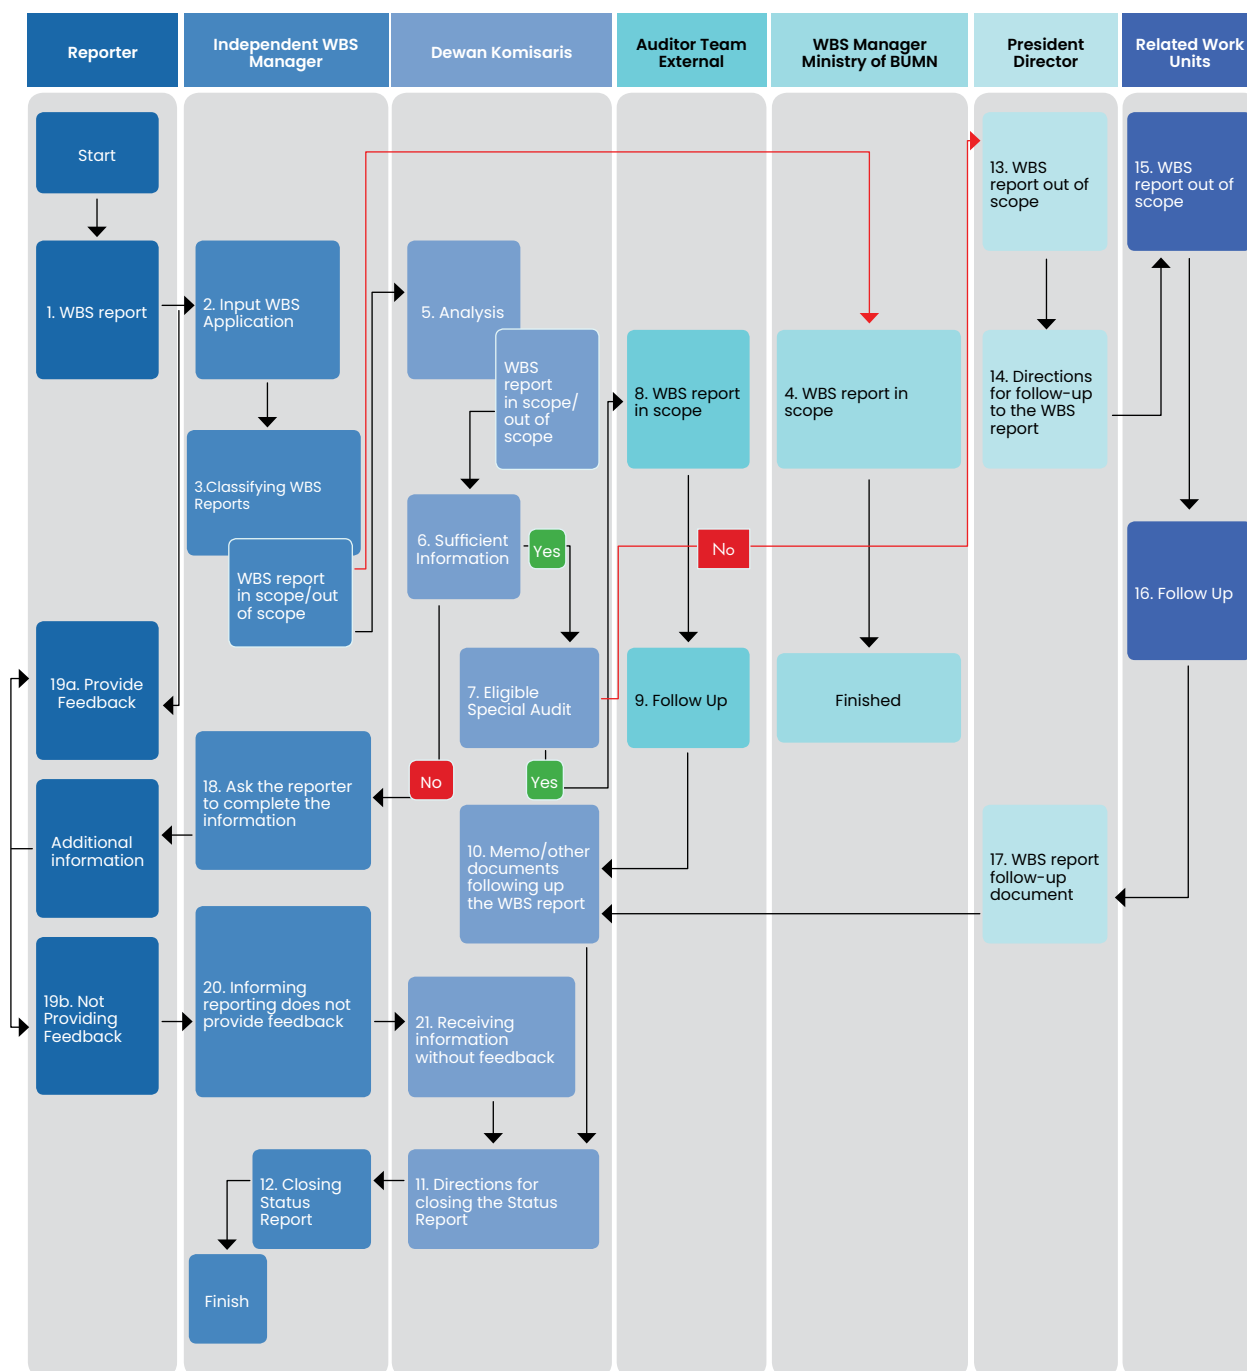 Reporter
Independent WBS
Manager
Dewan Komisaris
Auditor Team
External
WBS Manager
Ministry of BUMN
President
Director
Related Work
Units
Start
1. WBS report
19a. Provide
Feedback
Additional
information
19b. Not
Providing
Feedback
2. Input WBS
Application
3.Classifying WBS
Reports
WBS report
in scope/out
of scope
18. Ask the reporter
to complete the
information
20. Informing
reporting does not
provide feedback
12. Closing
Status
Report
Finish
5. Analysis
WBS
report
in scope/
out of
scope
6. Sufficient
Information
Yes
7. Eligible
Special Audit
No
Yes
10. Memo/other
documents
following up
the WBS report
21. Receiving
information
without feedback
11. Directions for
closing the Status
Report
8. WBS report
in scope
No
9. Follow Up
4. WBS report in
scope
Finished
13. WBS
report out of
scope
14. Directions
for follow-up
to the WBS
report
17. WBS report
follow-up
document
15. WBS
report out of
scope
16. Follow Up